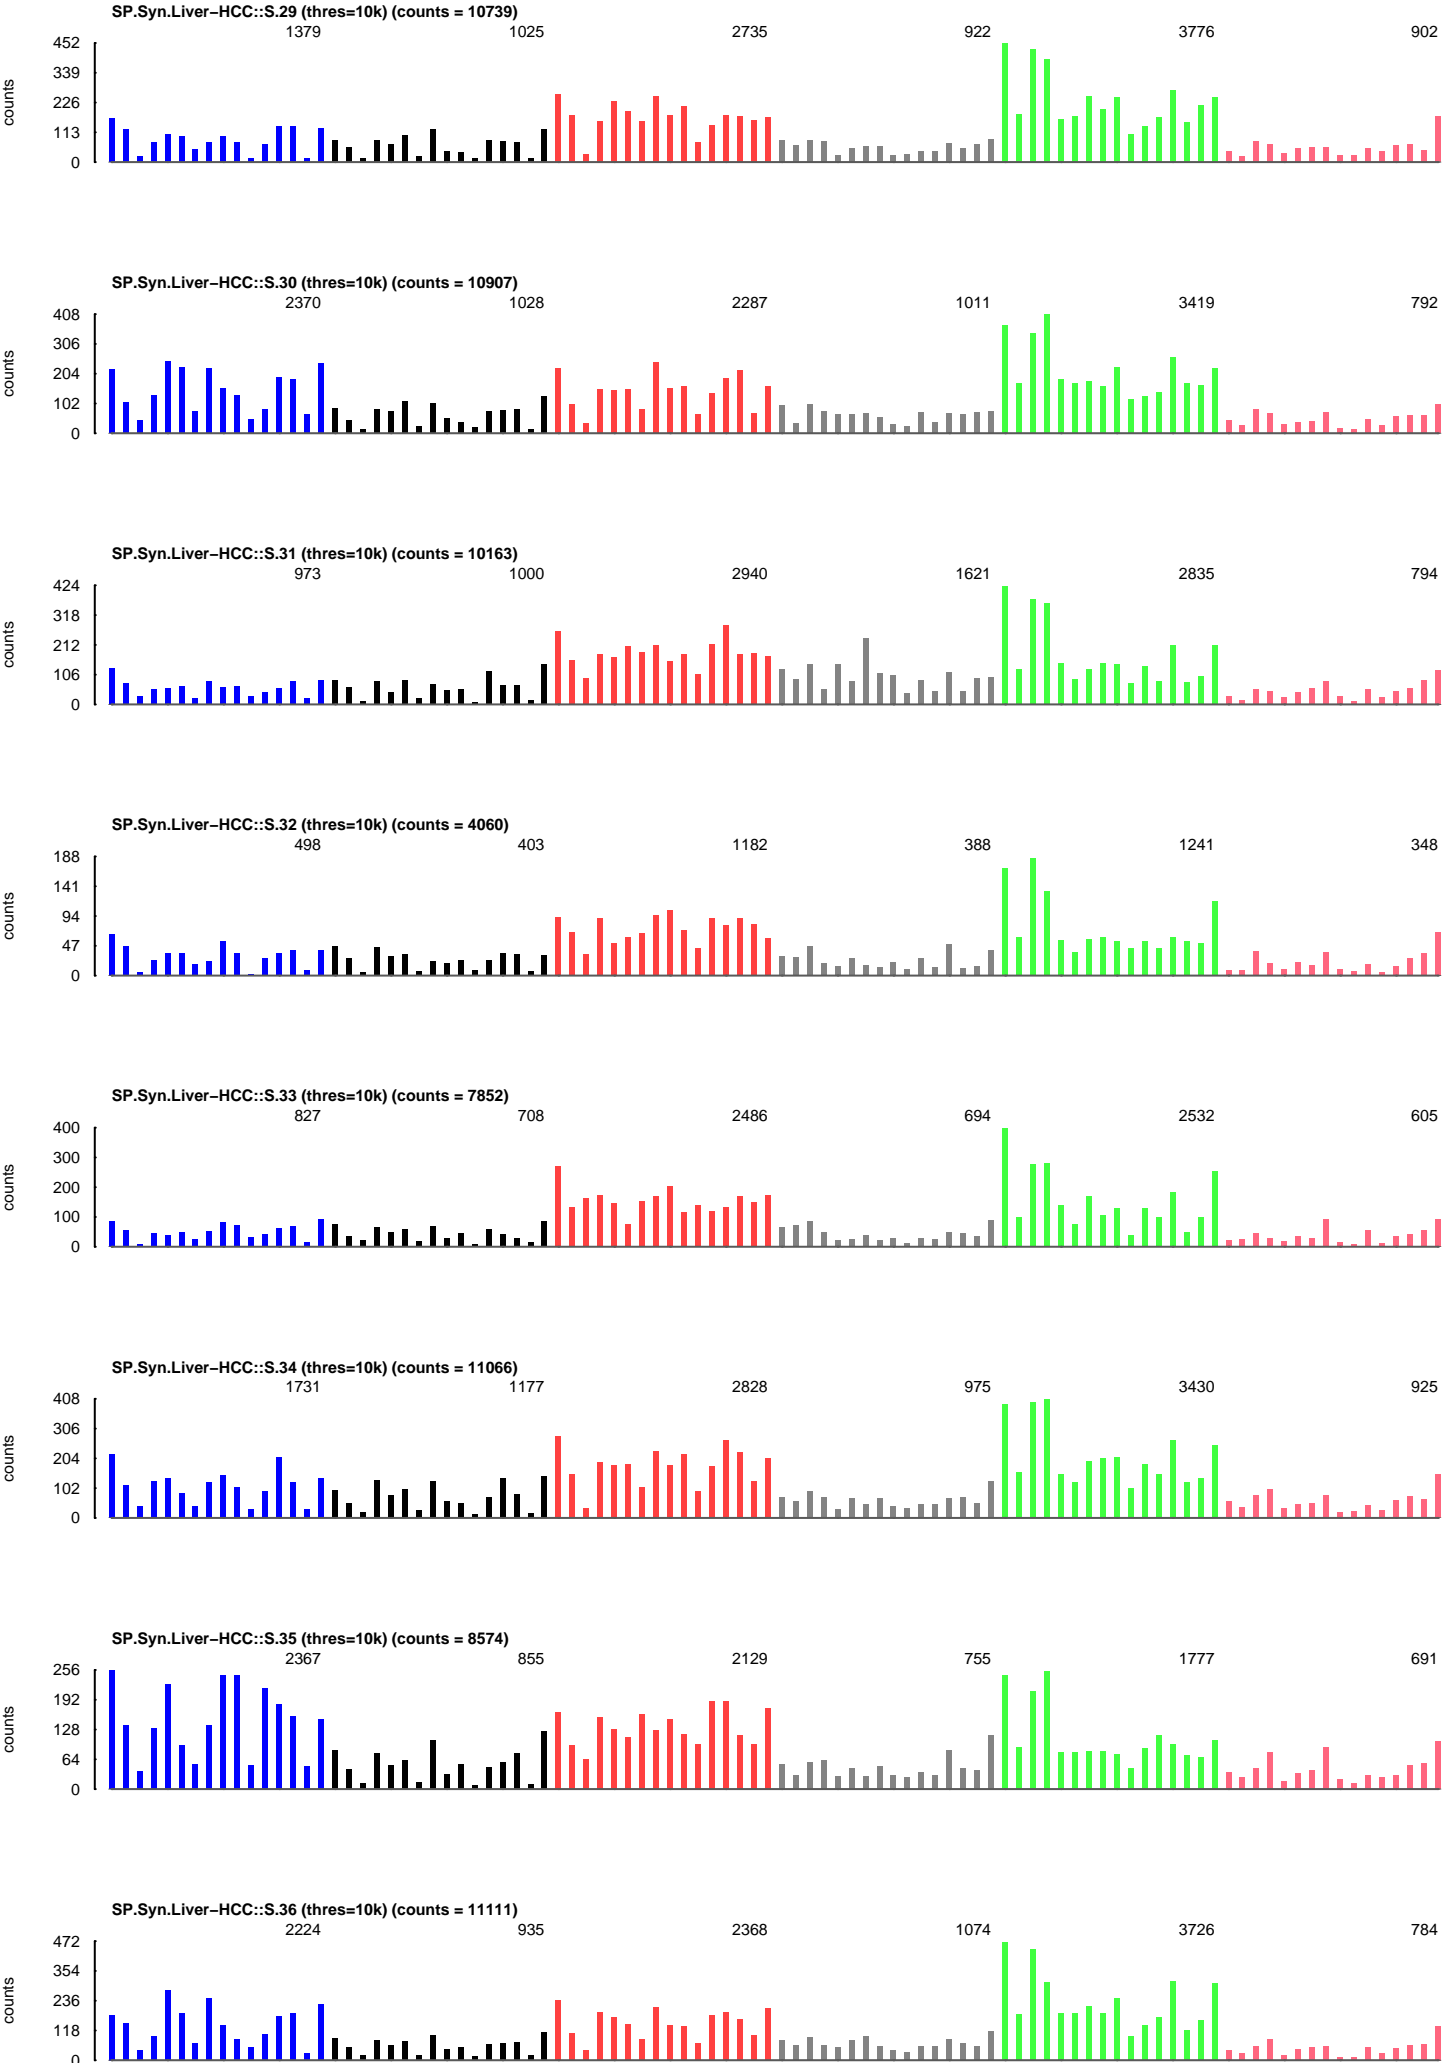 SP.Syn.Liver−HCC::S.29 (thres=10k) (counts = 10739)
1379 1025 2735 922 3776 902
452
339
226
113
0
counts
SP.Syn.Liver−HCC::S.30 (thres=10k) (counts = 10907)
2370 1028 2287 1011 3419 792
408
306
204
102
0
counts
SP.Syn.Liver−HCC::S.31 (thres=10k) (counts = 10163)
973 1000 2940 1621 2835 794
424
318
212
106
0
counts
SP.Syn.Liver−HCC::S.32 (thres=10k) (counts = 4060)
498 403 1182 388 1241 348
188
141
94
47
0
counts
SP.Syn.Liver−HCC::S.33 (thres=10k) (counts = 7852)
827 708 2486 694 2532 605
400
300
200
100
0
counts
SP.Syn.Liver−HCC::S.34 (thres=10k) (counts = 11066)
1731 1177 2828 975 3430 925
408
306
204
102
0
counts
SP.Syn.Liver−HCC::S.35 (thres=10k) (counts = 8574)
2367 855 2129 755 1777 691
256
192
128
64
0
counts
SP.Syn.Liver−HCC::S.36 (thres=10k) (counts = 11111)
2224 935 2368 1074 3726 784
472
354
236
118
0
counts